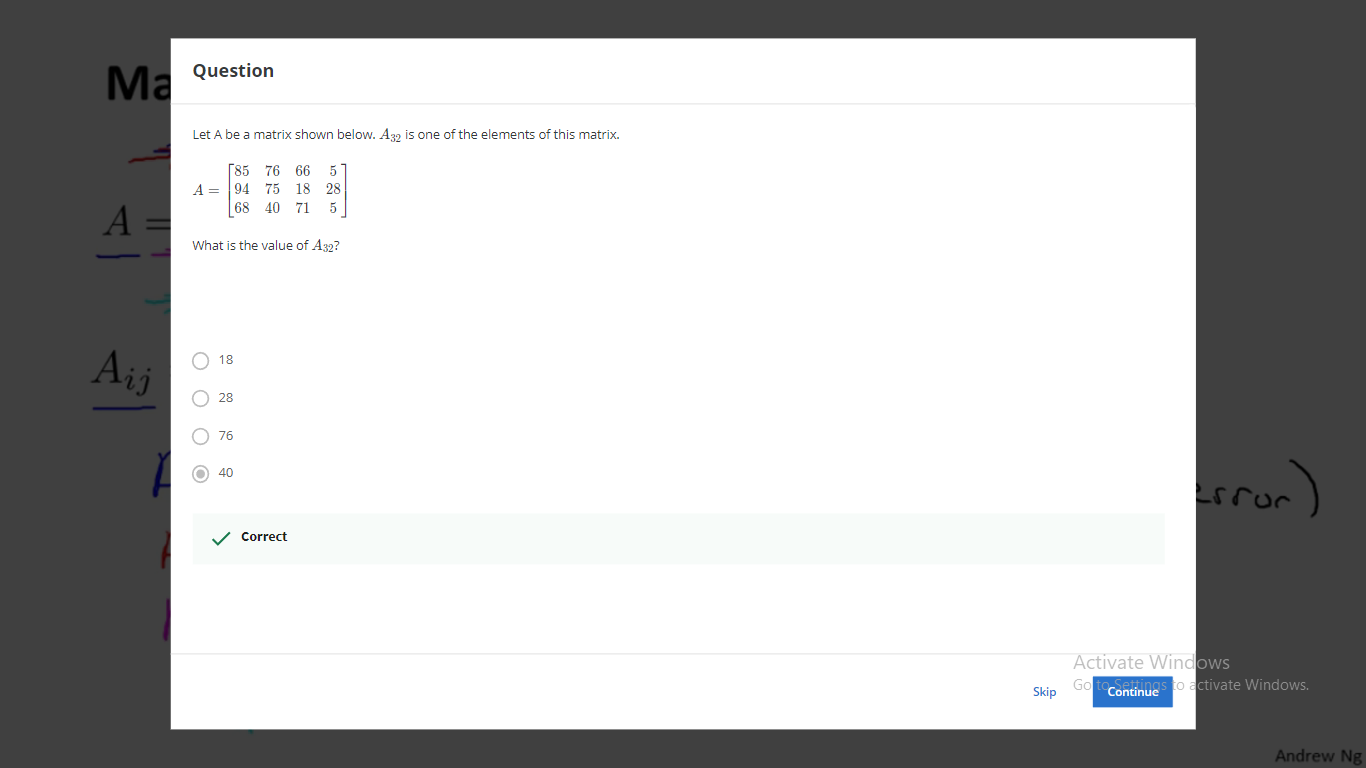 Ma
Question
Let A be a matrix shown below. A₃₂ is one of the elements of this matrix.
A =
85 76 66 5
94 75 18 28
68 40 71 5
What is the value of A₃₂?
A =
Aij
18
28
76
40
error)
Correct
Activate Windows
Go to Settings to activate Windows.
Skip
Continue
Andrew Ng